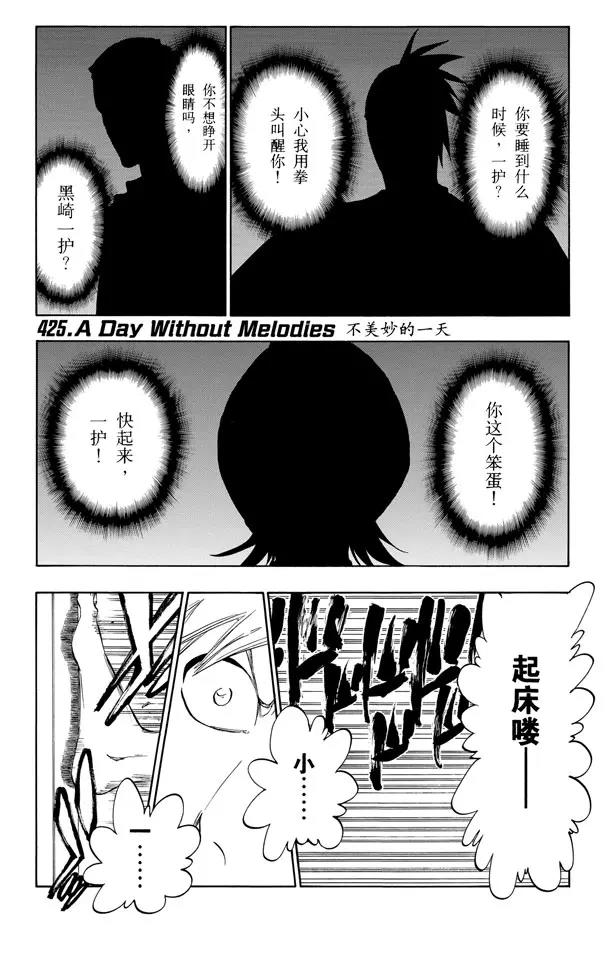 你要睡到什么
时候，一护？
小心我用拳
头叫醒你！
你不想睁开
眼睛吗，
黑崎一护？
425.A Day Without Melodies 不美妙的一天
你这个笨蛋！
快起来，
一护！
起床喽——
小……
一……